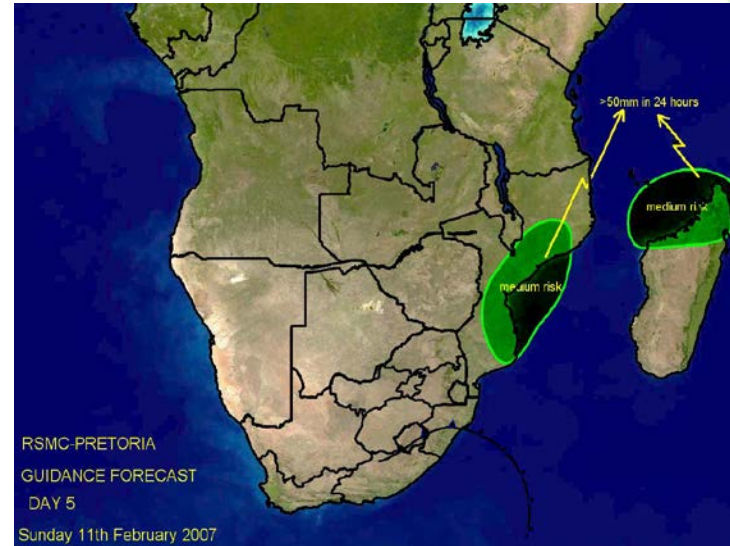 >50mm in 24 hours
medium risk
medium risk
RSMC-PRETORIA
GUIDANCE FORECAST
DAY 5
Sunday 11th February 2007